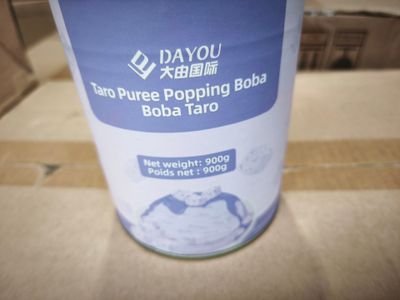 DAYOU
大由国际
Taro Puree Popping Boba
Boba Taro
Net weight: 900g
Poids net : 900g